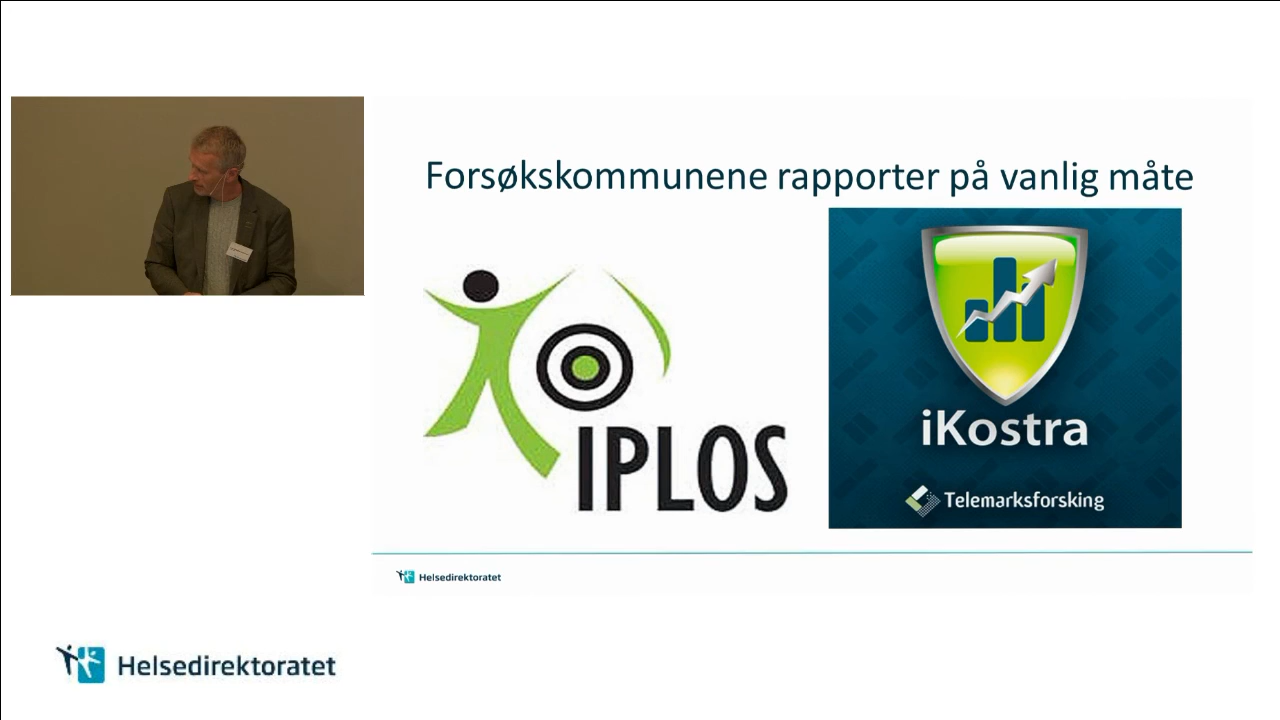 Forsøkskommunene rapporter på vanlig måte
IPLOS
iKostra
Telemarksforsking
Helsedirektoratet
Helsedirektoratet